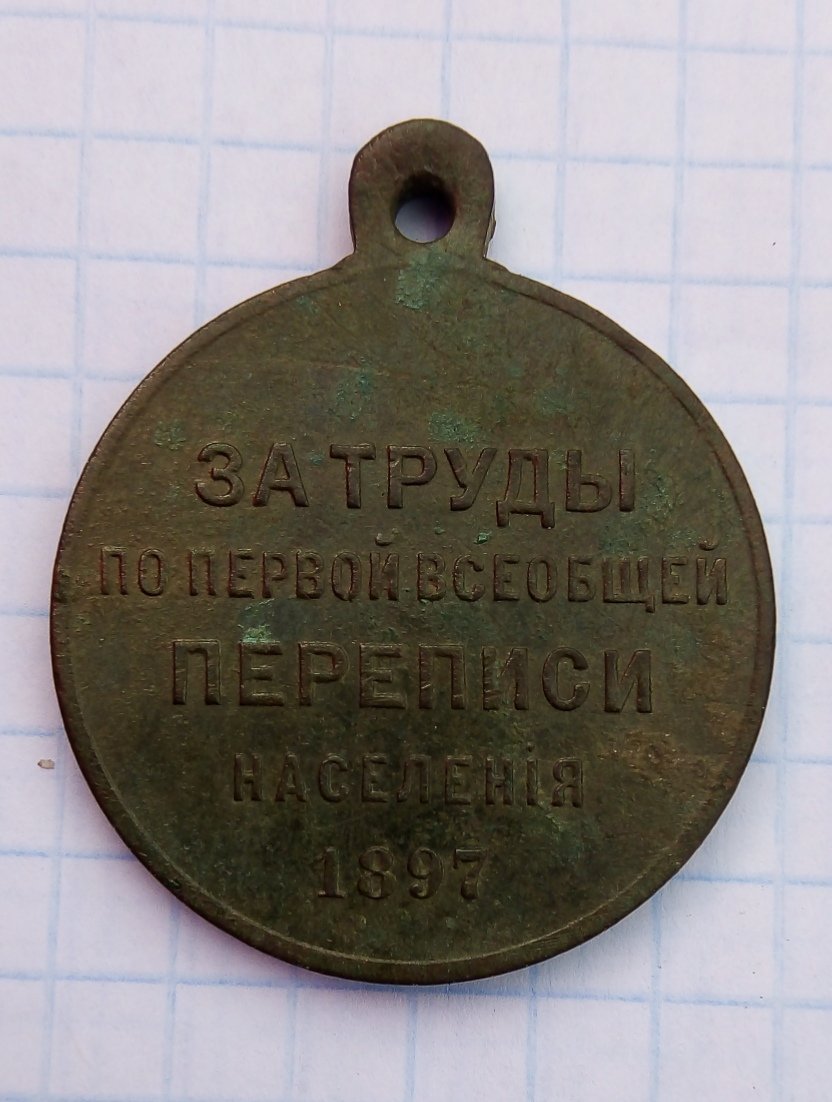 ЗА ТРУДЫ
ПО ПЕРВОЙ ВСЕОБЩЕЙ
ПЕРЕПИСИ
НАСЕЛЕНІЯ
1897